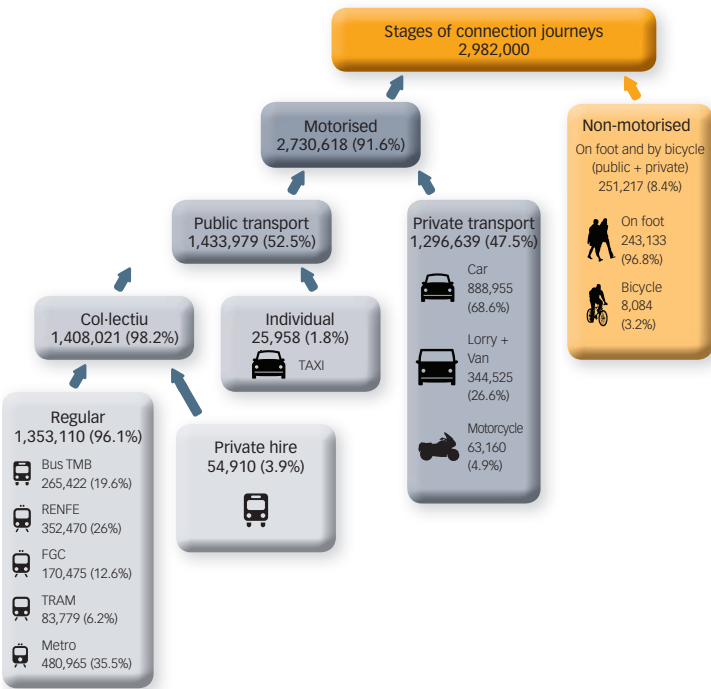 Stages of connection journeys
2,982,000
Motorised
2,730,618 (91.6%)
Non-motorised
On foot and by bicycle
(public + private)
251,217 (8.4%)
On foot
243,133
(96.8%)
Bicycle
8,084
(3.2%)
Public transport
1,433,979 (52.5%)
Private transport
1,296,639 (47.5%)
Car
888,955
(68.6%)
Lorry +
Van
344,525
(26.6%)
Motorcycle
63,160
(4.9%)
Col·lectiu
1,408,021 (98.2%)
Individual
25,958 (1.8%)
TAXI
Regular
1,353,110 (96.1%)
Bus TMB
265,422 (19.6%)
RENFE
352,470 (26%)
FGC
170,475 (12.6%)
TRAM
83,779 (6.2%)
Metro
480,965 (35.5%)
Private hire
54,910 (3.9%)